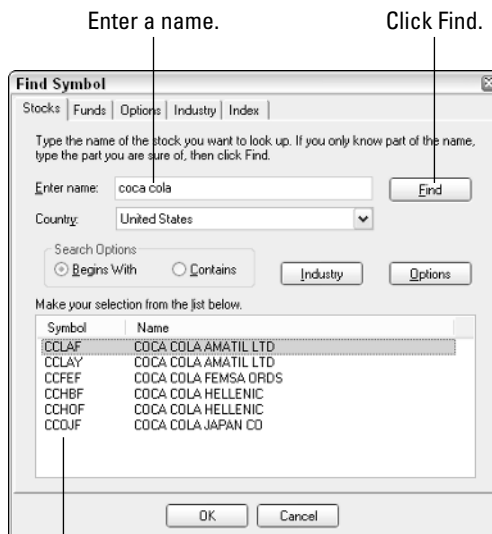 Enter a name. Click Find.
Find Symbol
Stocks Funds Options Industry Index
Type the name of the stock you want to look up. If you only know part of the name,
type the part you are sure of, then click Find.
Enter name: coca cola Find
Country: United States
Search Options
Begins With Contains Industry Options
Make your selection from the list below.
Symbol Name
CCLAF COCA COLA AMATIL LTD
CCLAY COCA COLA AMATIL LTD
CCFEF COCA COLA FEMSA ORDS
CCHBF COCA COLA HELLENIC
CCHOF COCA COLA HELLENIC
CCOJF COCA COLA JAPAN CO
OK Cancel